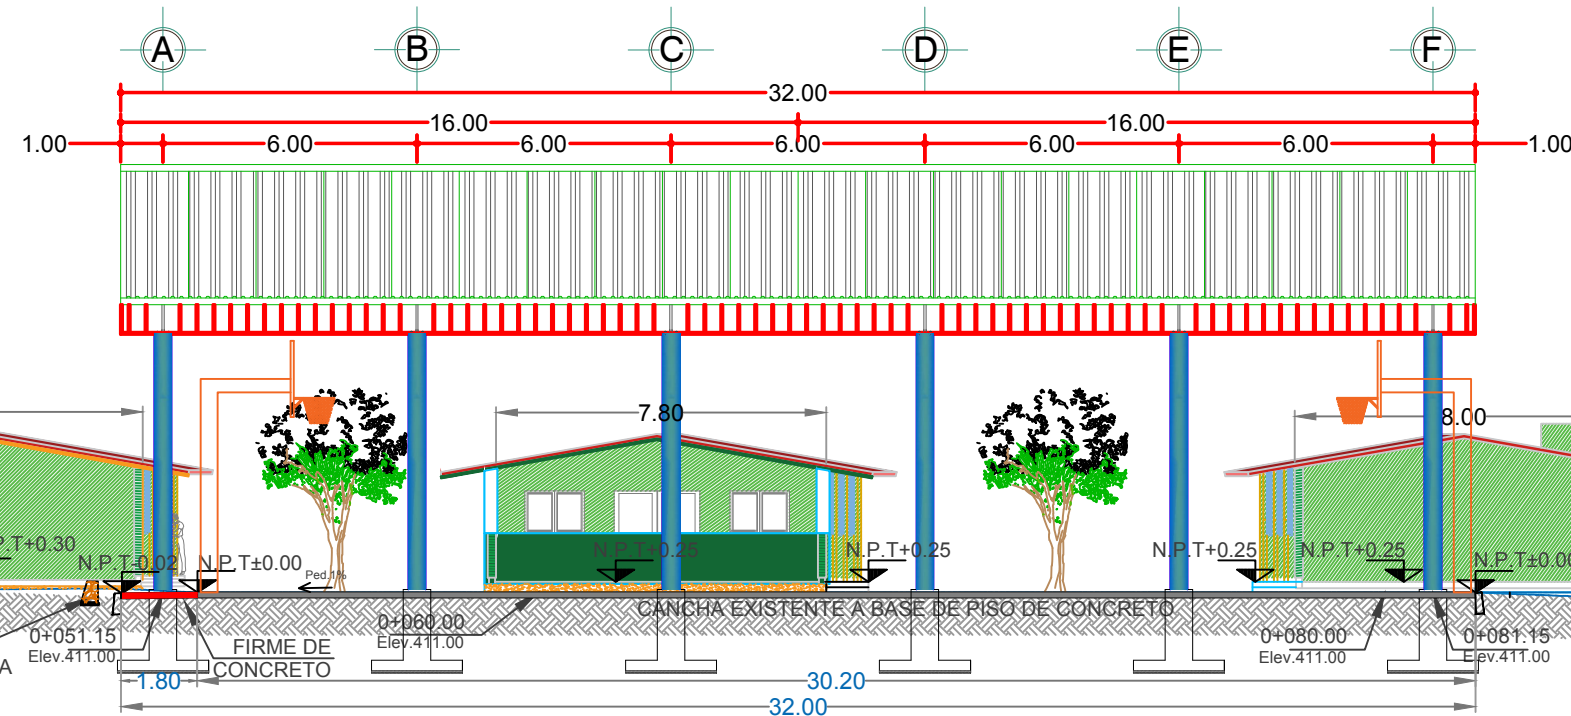 A B C D E F
32.00
16.00 16.00
1.00 6.00 6.00 6.00 6.00 6.00 1.00
7.80
8.00
P.T+0.30
N.P.T-0.02
N.P.T±0.00
Ped.1%
N.P.T+0.25
N.P.T+0.25
N.P.T+0.25
N.P.T+0.25
N.P.T±0.00
CANCHA EXISTENTE A BASE DE PISO DE CONCRETO
0+051.15
Elev.411.00
FIRME DE
CONCRETO
0+060.00
Elev.411.00
0+080.00
Elev.411.00
0+081.15
Elev.411.00
A
1.80
30.20
32.00